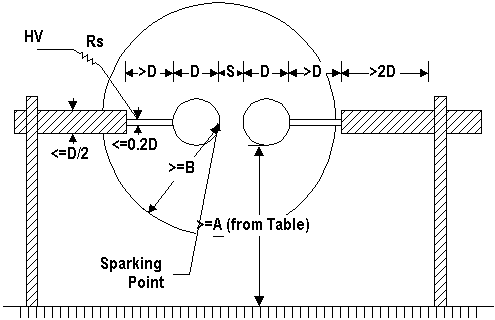 HV
Rs
>D D S D >D >2D
<=D/2
<=0.2D
>=B
>=A (from Table)
Sparking
Point